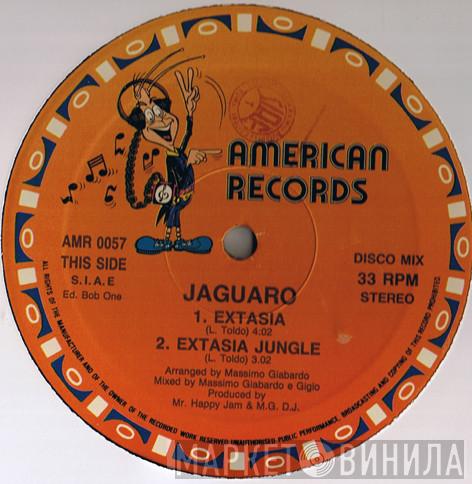 AMERICAN
RECORDS
AMR 0057
THIS SIDE
S.I.A.E
Ed. Bob One
DISCO MIX
33 RPM
STEREO
JAGUARO
1. EXTASIA
(L. Toldo) 4:02
2. EXTASIA JUNGLE
(L. Toldo) 3.02
Arranged by Massimo Giabardo
Mixed by Massimo Giabardo e Gigio
Produced by
Mr. Happy Jam & M.G. D.J.
ALL RIGHTS OF THE MANUFACTURER AND OF THE OWNER OF THE RECORDED WORK RESERVED UNAUTHORISED PUBLIC PERFORMANCE, BROADCASTING AND COPYING OF THIS RECORD PROHIBITED.
МАРКЕТ ВИНИЛА